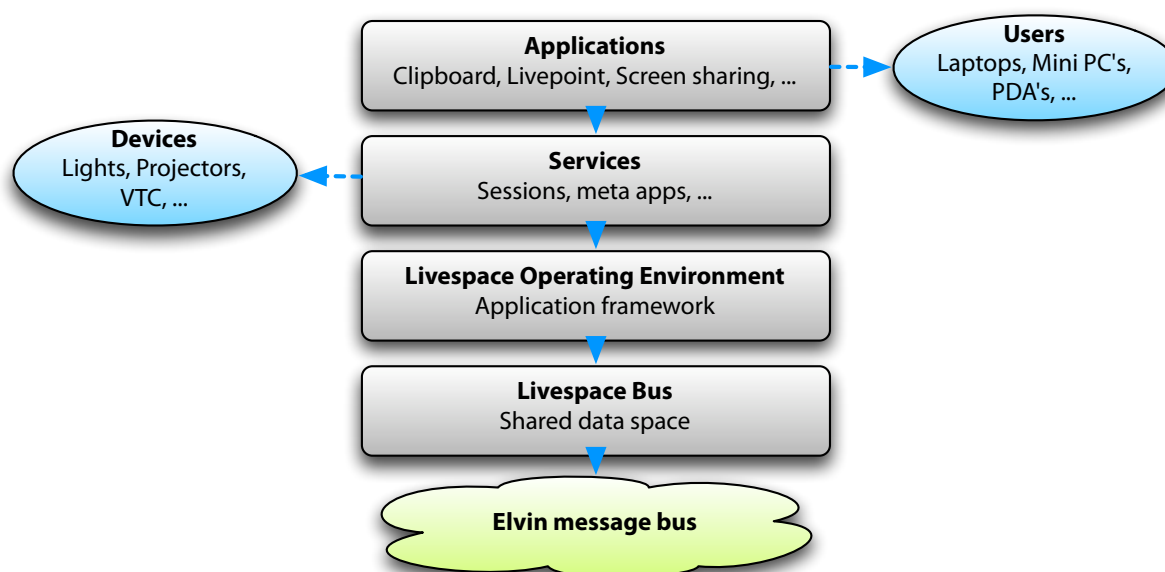 Applications
Clipboard, Livepoint, Screen sharing, ...
Users
Laptops, Mini PC's,
PDA's, ...
Devices
Lights, Projectors,
VTC, ...
Services
Sessions, meta apps, ...
Livespace Operating Environment
Application framework
Livespace Bus
Shared data space
Elvin message bus